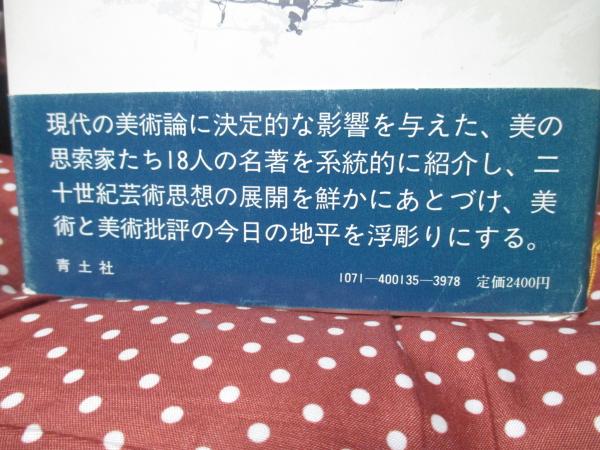 現代の美術論に決定的な影響を与えた、美の
思索家たち18人の名著を系統的に紹介し、二
十世紀芸術思想の展開を鮮かにあとづけ、美
術と美術批評の今日の地平を浮彫りにする。
青土社
1071—400135—3978 定価2400円